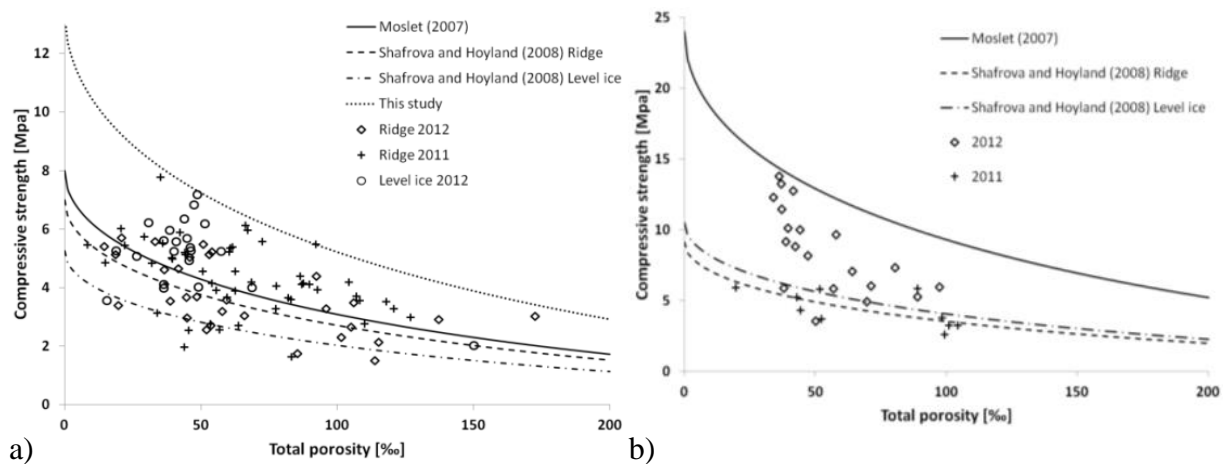 Compressive strength [Mpa]
12
10
8
6
4
2
0
0 50 100 150 200
Total porosity [‰]
Moslet (2007)
Shafrova and Hoyland (2008) Ridge
Shafrova and Hoyland (2008) Level ice
This study
Ridge 2012
Ridge 2011
Level ice 2012
a)
Compressive strength [MPa]
25
20
15
10
5
0
0 50 100 150 200
Total porosity [‰]
Moslet (2007)
Shafrova and Hoyland (2008) Ridge
Shafrova and Hoyland (2008) Level ice
2012
2011
b)